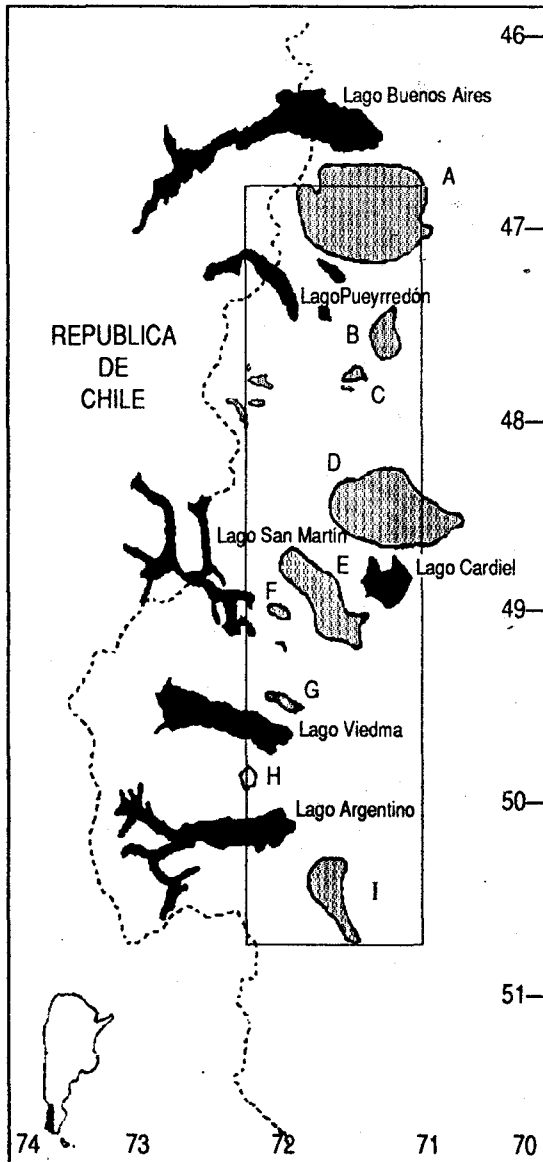 46
Lago Buenos Aires
A
47
LagoPueyrredón
B
REPUBLICA
DE
CHILE
C
48
D
Lago San Martín
E
Lago Cardiel
F
49
G
Lago Viedma
H
50
Lago Argentino
I
51
74 73 72 71 70